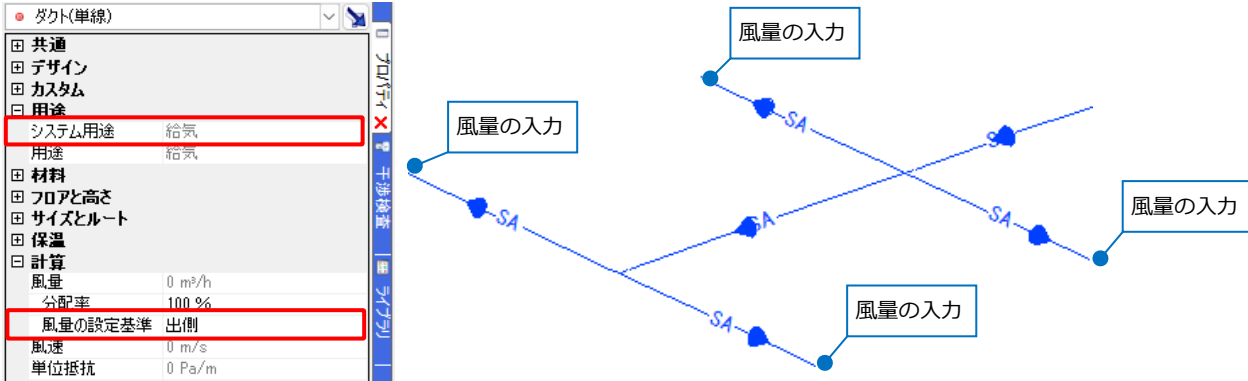 ダクト(単線)
共通
デザイン
カスタム
用途
システム用途 給気
用途 給気
材料
フロアと高さ
サイズとルート
保温
計算
風量 0 m³/h
分配率 100 %
風量の設定基準 出側
風速 0 m/s
単位抵抗 0 Pa/m
プロパティ
干渉検査
ライブラリ
風量の入力
風量の入力
風量の入力
風量の入力
SA
SA
SA
SA
SA
SA